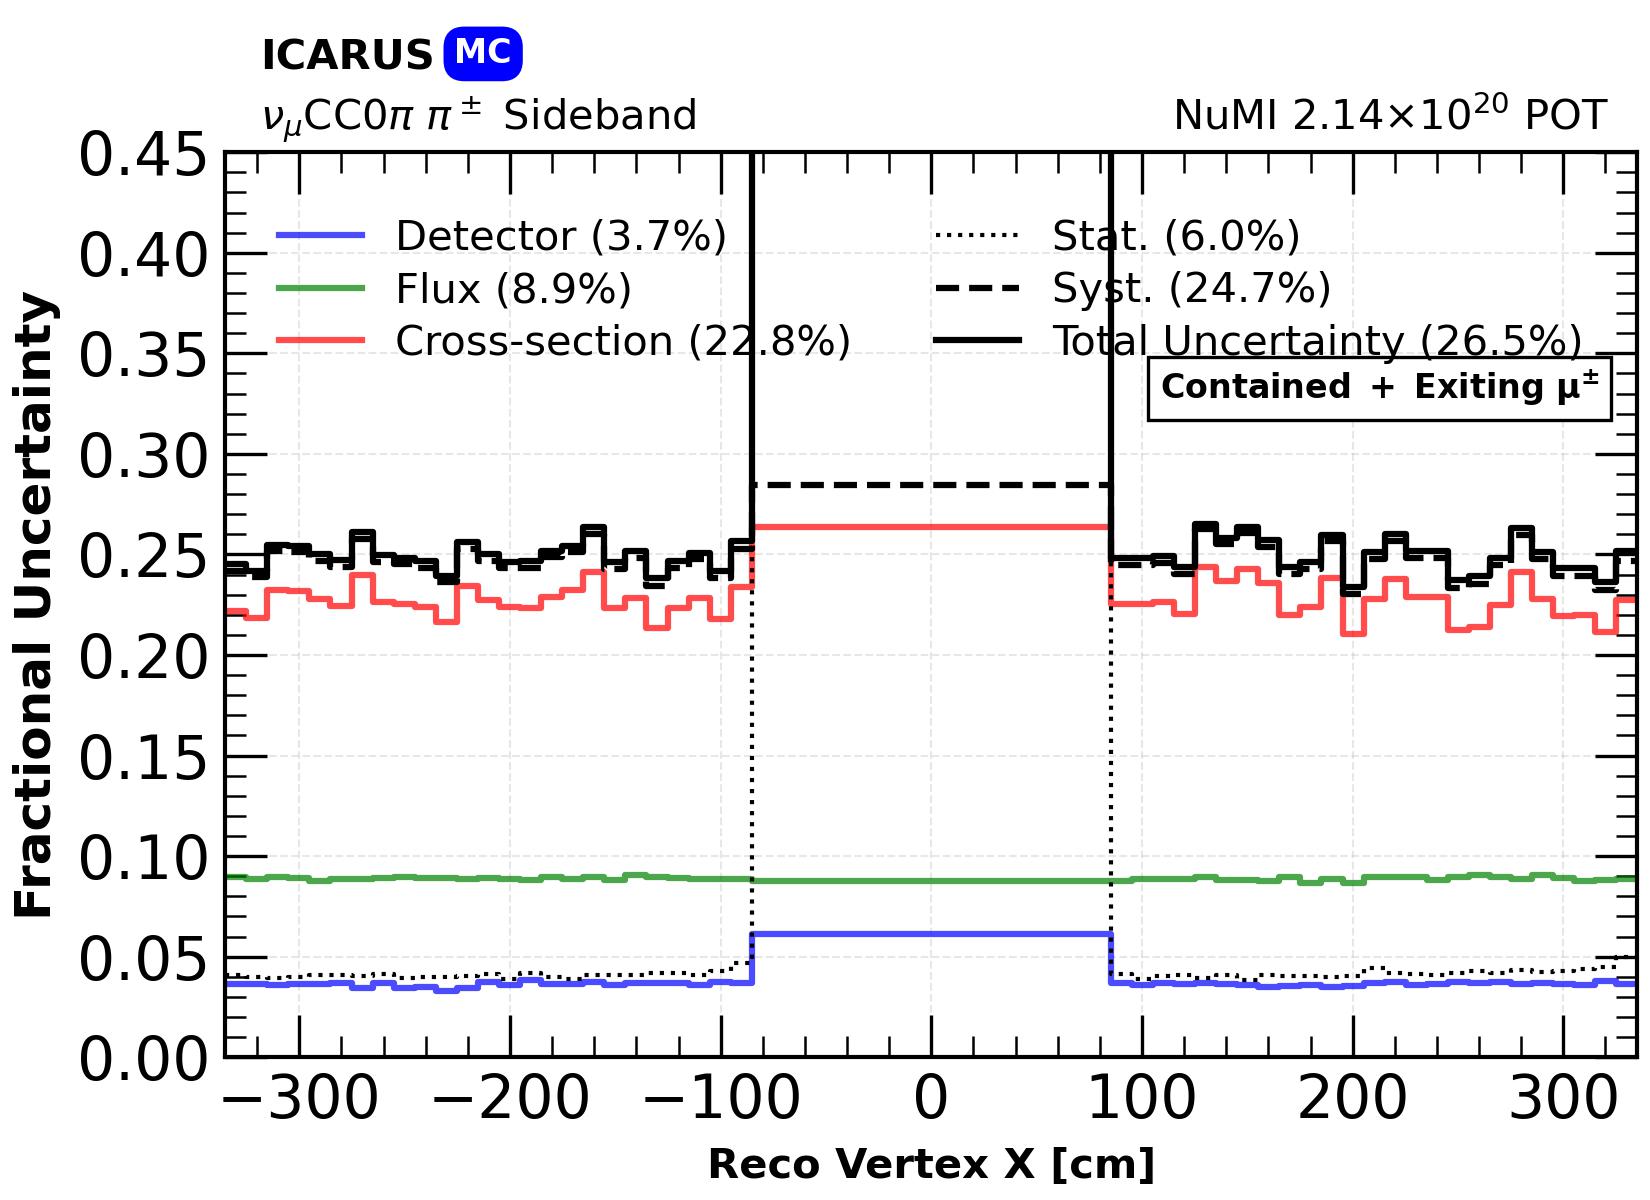 ICARUS MC
νμCC0π π± Sideband
NuMI 2.14×10²⁰ POT
Detector (3.7%)
Flux (8.9%)
Cross-section (22.8%)
Stat. (6.0%)
Syst. (24.7%)
Total Uncertainty (26.5%)
Contained + Exiting μ±
Fractional Uncertainty
0.45
0.40
0.35
0.30
0.25
0.20
0.15
0.10
0.05
0.00
−300 −200 −100 0 100 200 300
Reco Vertex X [cm]